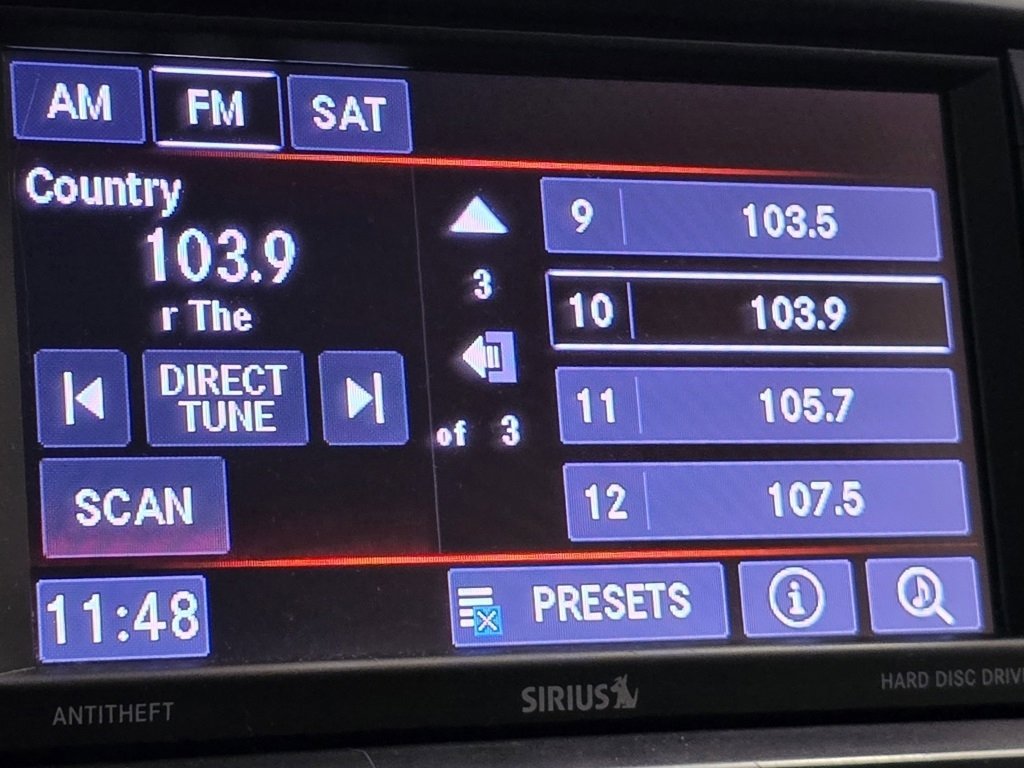 AM FM SAT
Country
103.9
r The
DIRECT
TUNE
SCAN
3
of 3
9 103.5
10 103.9
11 105.7
12 107.5
11:48 PRESETS i
ANTITHEFT SIRIUS HARD DISC DRIV